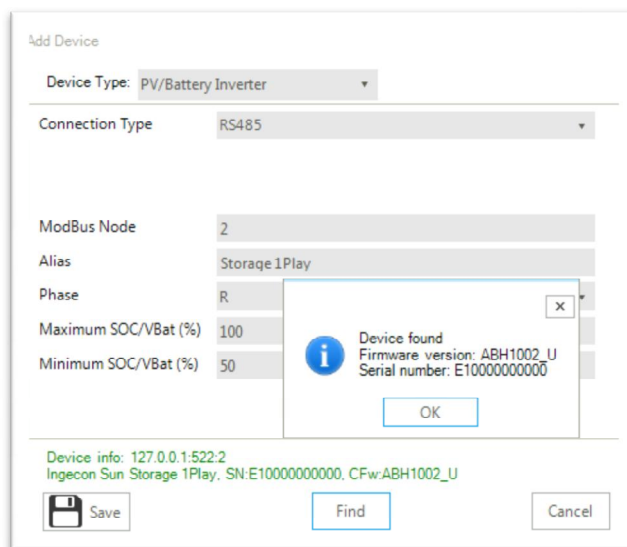 Add Device
Device Type: PV/Battery Inverter
Connection Type RS485
ModBus Node 2
Alias Storage 1Play
Phase R
Maximum SOC/VBat (%) 100
Minimum SOC/VBat (%) 50
Device found
Firmware version: ABH1002_U
Serial number: E10000000000
OK
Device info: 127.0.0.1:522:2
Ingecon Sun Storage 1Play, SN:E10000000000, CFw:ABH1002_U
Save Find Cancel